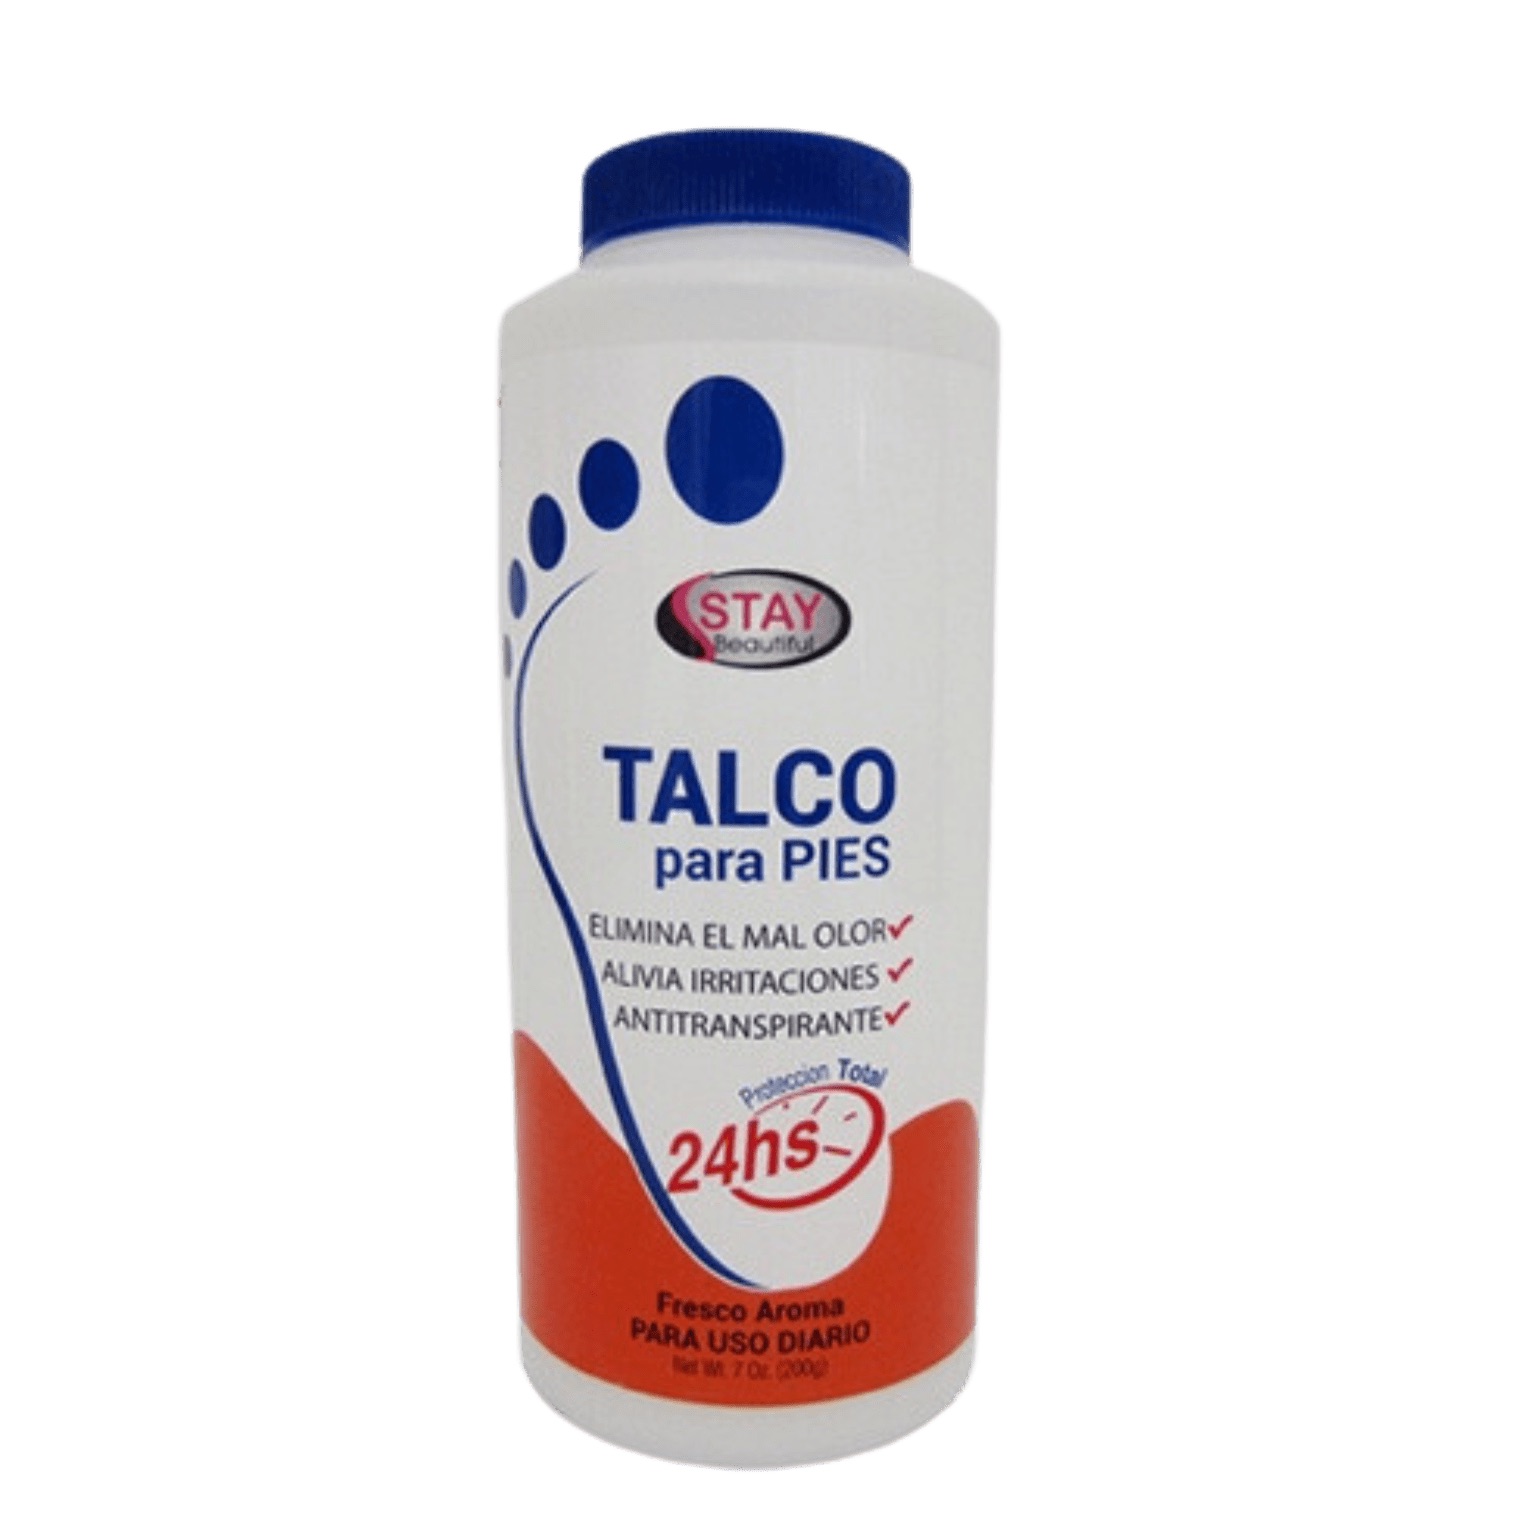 STAY
Beautiful
TALCO
para PIES
ELIMINA EL MAL OLOR
ALIVIA IRRITACIONES
ANTITRANSPIRANTE
Proteccion Total
24hs
Fresco Aroma
PARA USO DIARIO
Net Wt. 7 Oz. (200g)